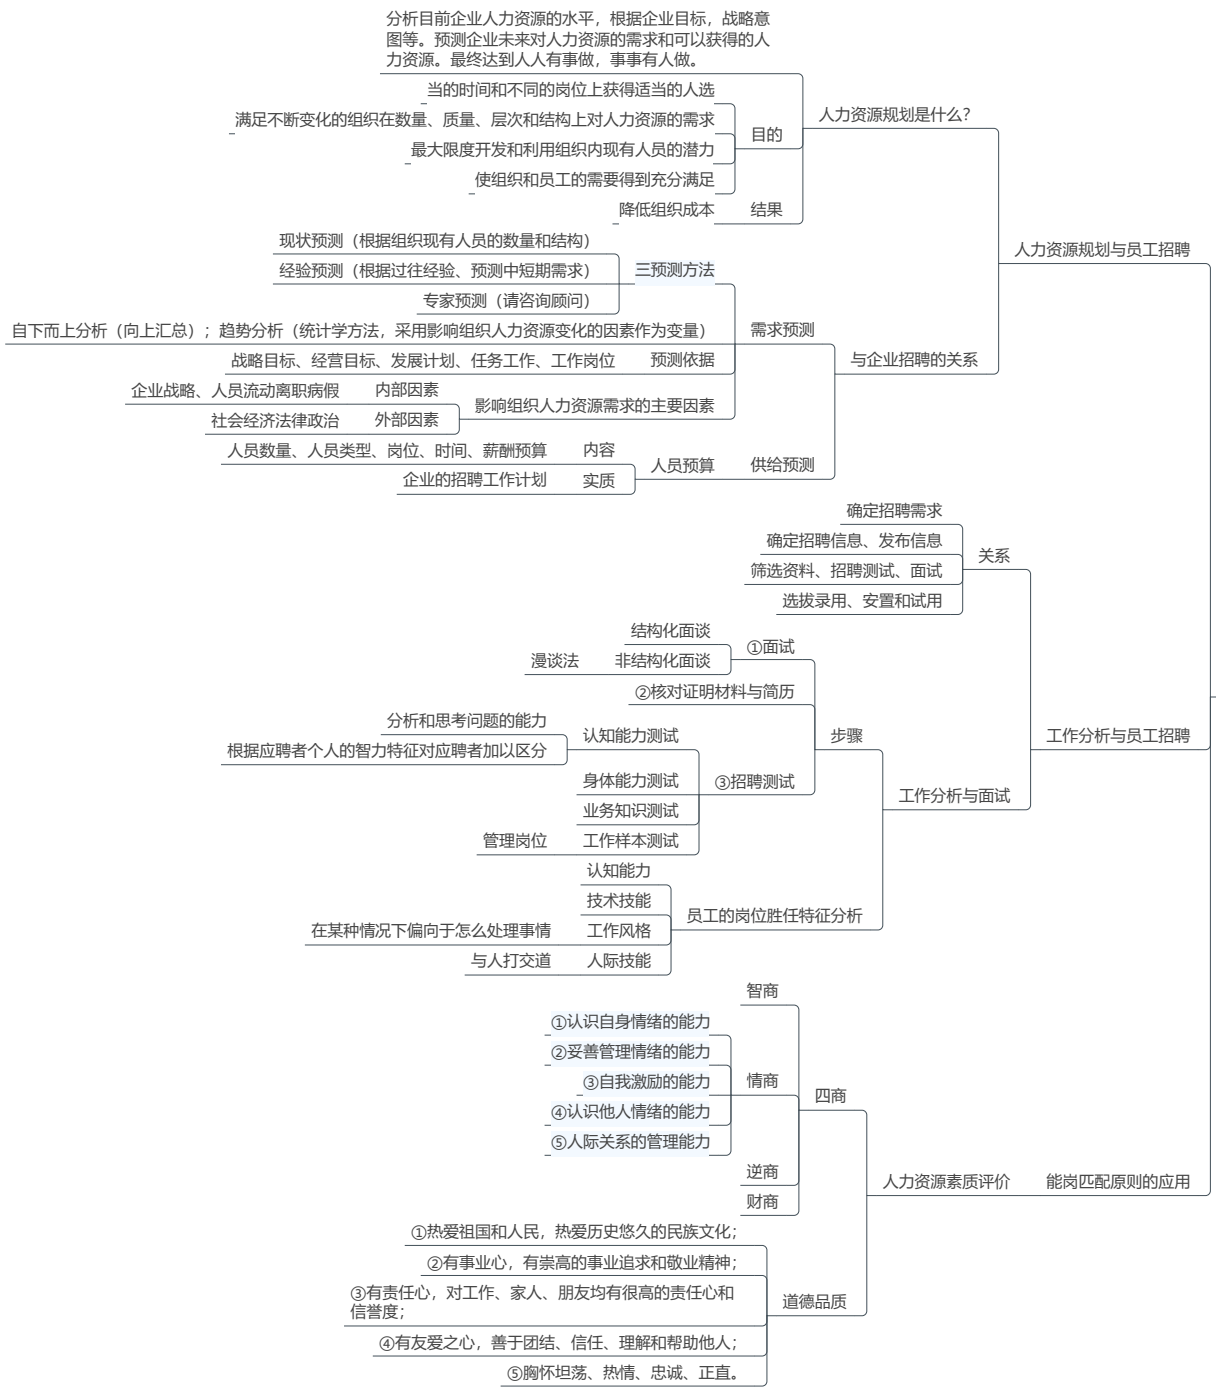 分析目前企业人力资源的水平，根据企业目标，战略意
图等。预测企业未来对人力资源的需求和可以获得的人
力资源。最终达到人人有事做，事事有人做。
当的时间和不同的岗位上获得适当的人选
人力资源规划是什么？
满足不断变化的组织在数量、质量、层次和结构上对人力资源的需求
目的
最大限度开发和利用组织内现有人员的潜力
使组织和员工的需要得到充分满足
降低组织成本
结果
现状预测（根据组织现有人员的数量和结构）
人力资源规划与员工招聘
经验预测（根据过往经验、预测中短期需求）
三预测方法
专家预测（请咨询顾问）
自下而上分析（向上汇总）；趋势分析（统计学方法，采用影响组织人力资源变化的因素作为变量）
需求预测
战略目标、经营目标、发展计划、任务工作、工作岗位
预测依据
与企业招聘的关系
企业战略、人员流动离职病假
内部因素
影响组织人力资源需求的主要因素
社会经济法律政治
外部因素
人员数量、人员类型、岗位、时间、薪酬预算
内容
人员预算
供给预测
企业的招聘工作计划
实质
确定招聘需求
确定招聘信息、发布信息
关系
筛选资料、招聘测试、面试
选拔录用、安置和试用
结构化面谈
①面试
漫谈法
非结构化面谈
②核对证明材料与简历
分析和思考问题的能力
认知能力测试
步骤
工作分析与员工招聘
根据应聘者个人的智力特征对应聘者加以区分
身体能力测试
③招聘测试
工作分析与面试
业务知识测试
管理岗位
工作样本测试
认知能力
技术技能
员工的岗位胜任特征分析
在某种情况下偏向于怎么处理事情
工作风格
与人打交道
人际技能
智商
①认识自身情绪的能力
②妥善管理情绪的能力
③自我激励的能力
情商
四商
④认识他人情绪的能力
⑤人际关系的管理能力
逆商
人力资源素质评价
能岗匹配原则的应用
财商
①热爱祖国和人民，热爱历史悠久的民族文化；
②有事业心，有崇高的事业追求和敬业精神；
③有责任心，对工作、家人、朋友均有很高的责任心和
信誉度；
道德品质
④有友爱之心，善于团结、信任、理解和帮助他人；
⑤胸怀坦荡、热情、忠诚、正直。